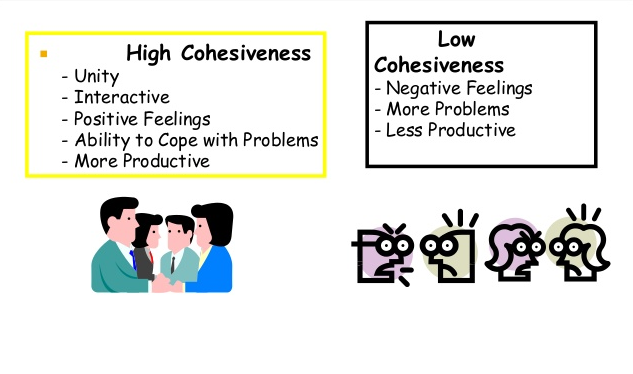 High Cohesiveness
- Unity
- Interactive
- Positive Feelings
- Ability to Cope with Problems
- More Productive
Low
Cohesiveness
- Negative Feelings
- More Problems
- Less Productive